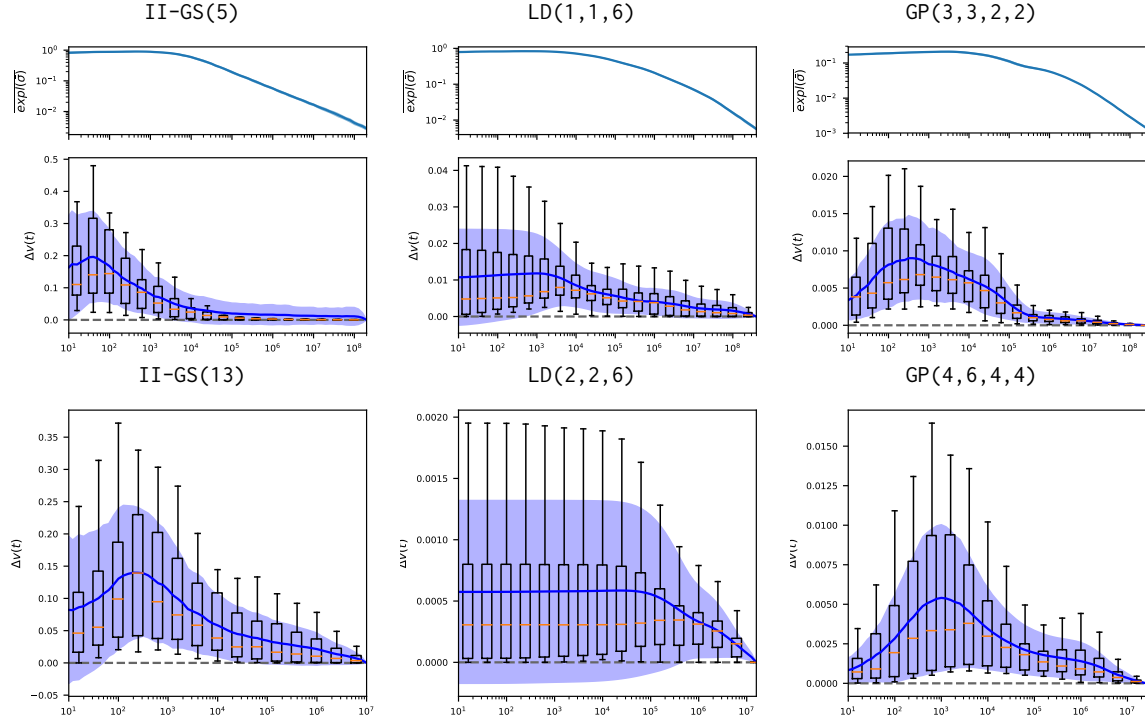 II-GS(5)
LD(1,1,6)
GP(3,3,2,2)
expl(σ̄)
10⁰
10⁻¹
10⁻²
expl(σ̄)
10⁰
10⁻¹
10⁻²
expl(σ̄)
10⁻¹
10⁻²
10⁻³
Δv(t)
0.5
0.4
0.3
0.2
0.1
0.0
10¹ 10² 10³ 10⁴ 10⁵ 10⁶ 10⁷ 10⁸
Δv(t)
0.04
0.03
0.02
0.01
0.00
10¹ 10² 10³ 10⁴ 10⁵ 10⁶ 10⁷ 10⁸
Δv(t)
0.020
0.015
0.010
0.005
0.000
10¹ 10² 10³ 10⁴ 10⁵ 10⁶ 10⁷ 10⁸
II-GS(13)
LD(2,2,6)
GP(4,6,4,4)
Δv(t)
0.35
0.30
0.25
0.20
0.15
0.10
0.05
0.00
−0.05
10¹ 10² 10³ 10⁴ 10⁵ 10⁶ 10⁷
Δv(t)
0.0020
0.0015
0.0010
0.0005
0.0000
10¹ 10² 10³ 10⁴ 10⁵ 10⁶ 10⁷
Δv(t)
0.0150
0.0125
0.0100
0.0075
0.0050
0.0025
0.0000
10¹ 10² 10³ 10⁴ 10⁵ 10⁶ 10⁷